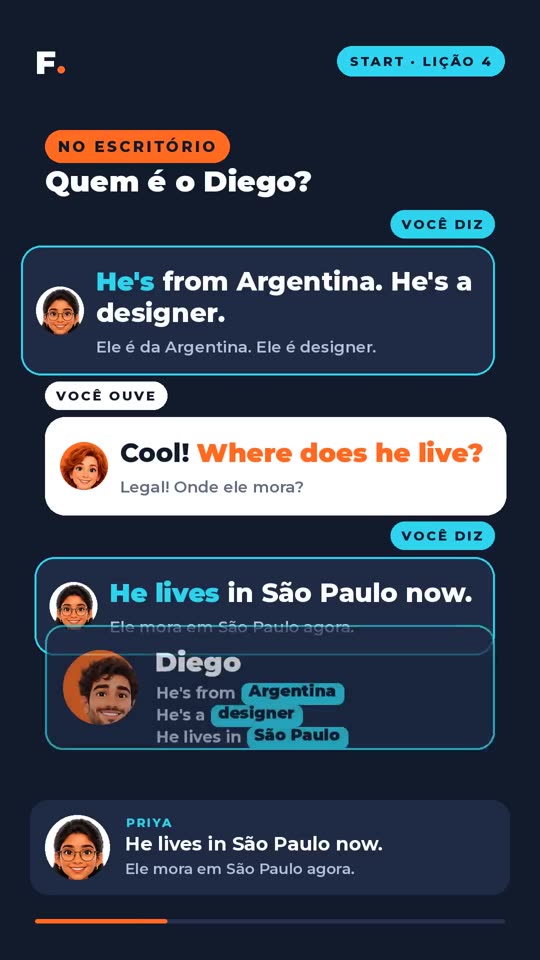 F.
START · LIÇÃO 4
NO ESCRITÓRIO
Quem é o Diego?
VOCÊ DIZ
He's from Argentina. He's a
designer.
Ele é da Argentina. Ele é designer.
VOCÊ OUVE
Cool! Where does he live?
Legal! Onde ele mora?
VOCÊ DIZ
He lives in São Paulo now.
Ele mora em São Paulo agora.
Diego
He's from Argentina
He's a designer
He lives in São Paulo
PRIYA
He lives in São Paulo now.
Ele mora em São Paulo agora.